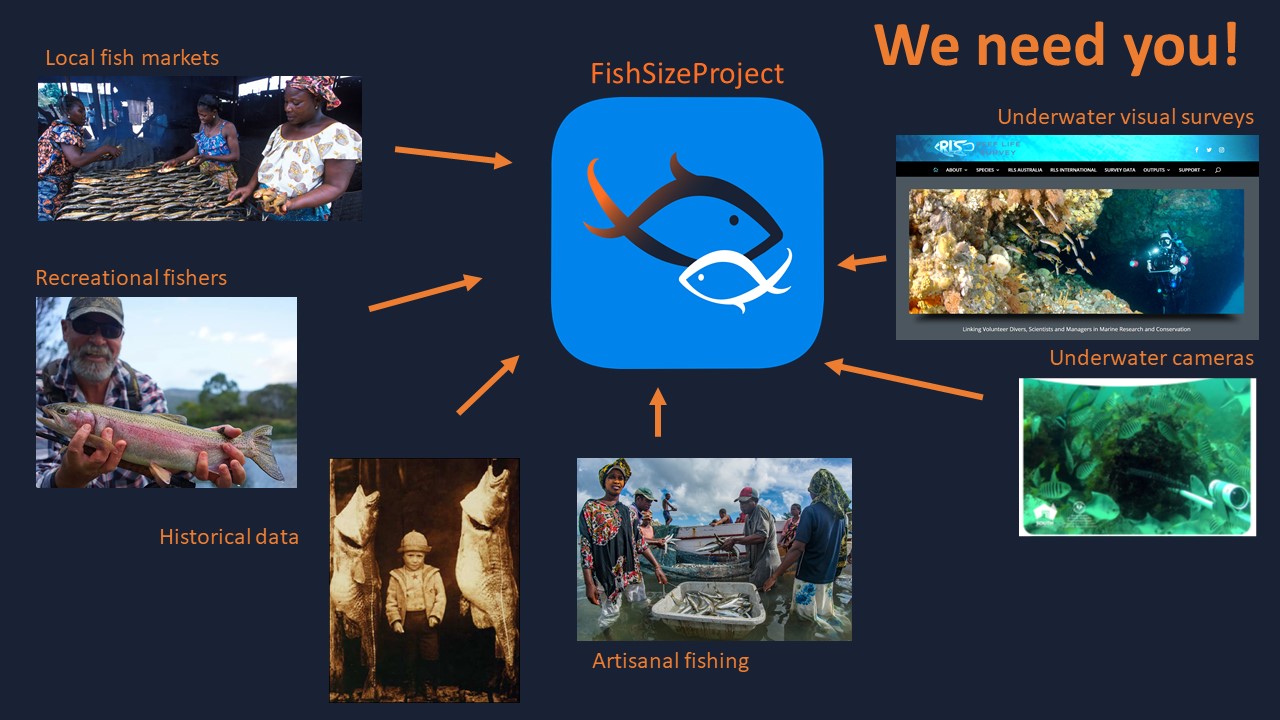 We need you!
Local fish markets
FishSizeProject
Underwater visual surveys
RLS REEF LIFE SURVEY
ABOUT SPECIES RLS AUSTRALIA RLS INTERNATIONAL SURVEY DATA OUTPUTS SUPPORT
Linking Volunteer Divers, Scientists and Managers in Marine Research and Conservation
Recreational fishers
Underwater cameras
SOUTH
Historical data
Artisanal fishing